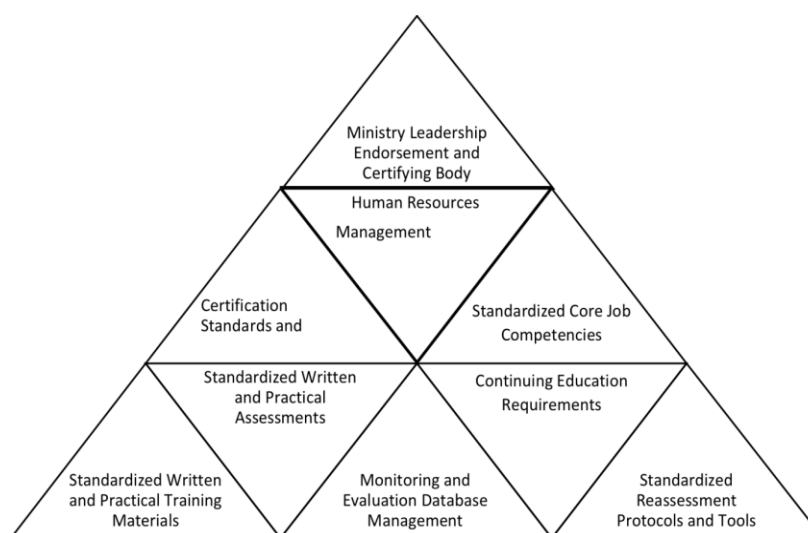 Ministry Leadership
Endorsement and
Certifying Body
Human Resources
Management
Certification
Standards and
Standardized Core Job
Competencies
Standardized Written
and Practical
Assessments
Continuing Education
Requirements
Standardized Written
and Practical Training
Materials
Monitoring and
Evaluation Database
Management
Standardized
Reassessment
Protocols and Tools